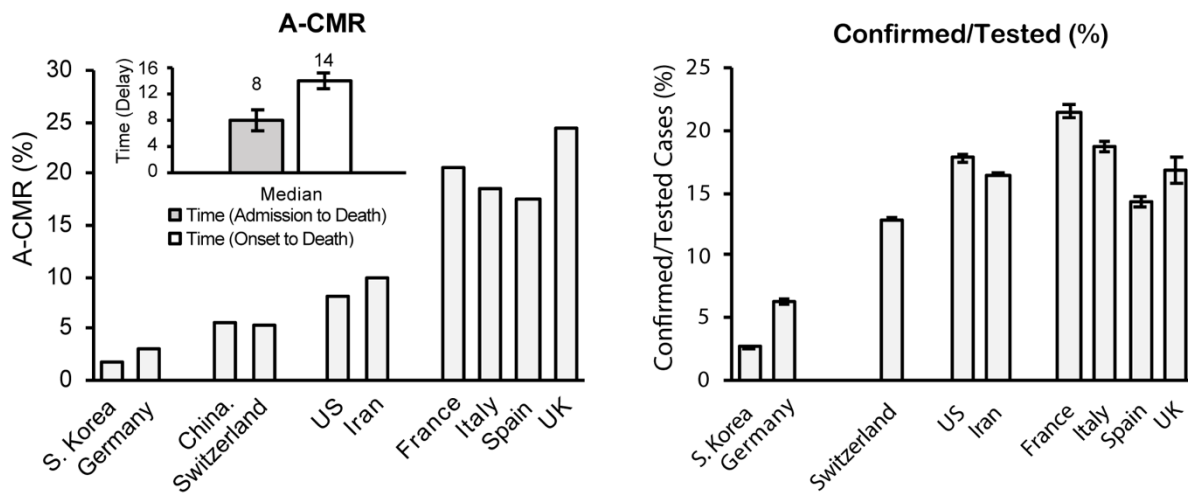 A-CMR
A-CMR (%)
30
25
20
15
10
5
0
Time (Delay)
16
12
8
4
0
8
14
Median
Time (Admission to Death)
Time (Onset to Death)
S. Korea
Germany
China.
Switzerland
US
Iran
France
Italy
Spain
UK
Confirmed/Tested (%)
Confirmed/Tested Cases (%)
25
20
15
10
5
0
S. Korea
Germany
Switzerland
US
Iran
France
Italy
Spain
UK